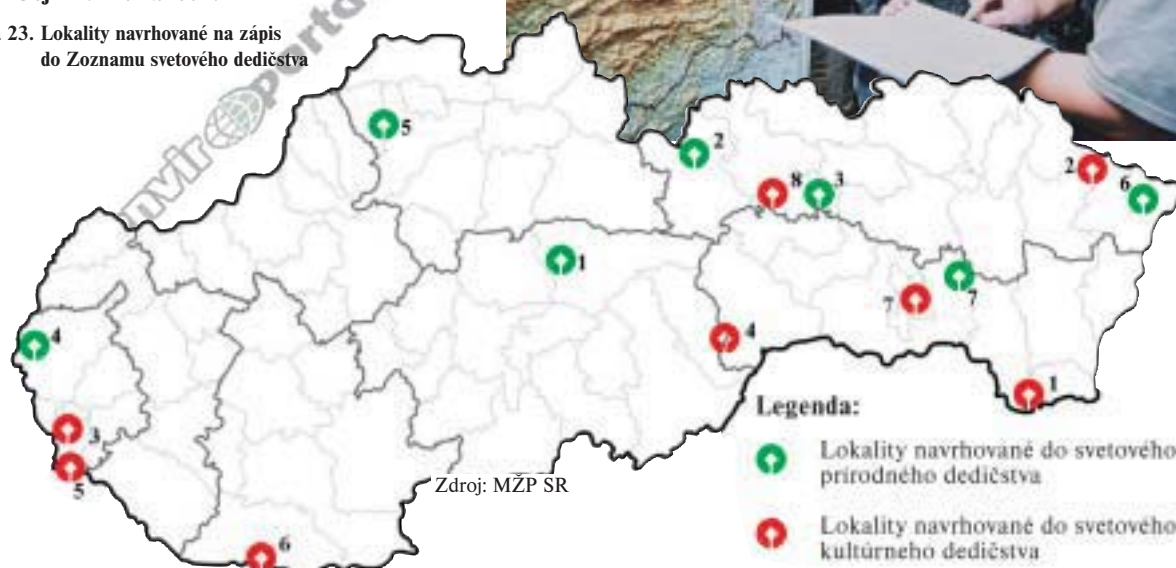 23. Lokality navrhované na zápis
do Zoznamu svetového dedičstva
5
2
8
3
2
6
1
7
7
4
4
1
3
5
6
Zdroj: MŽP SR
Legenda:
Lokality navrhované do svetového
prírodného dedičstva
Lokality navrhované do svetového
kultúrneho dedičstva